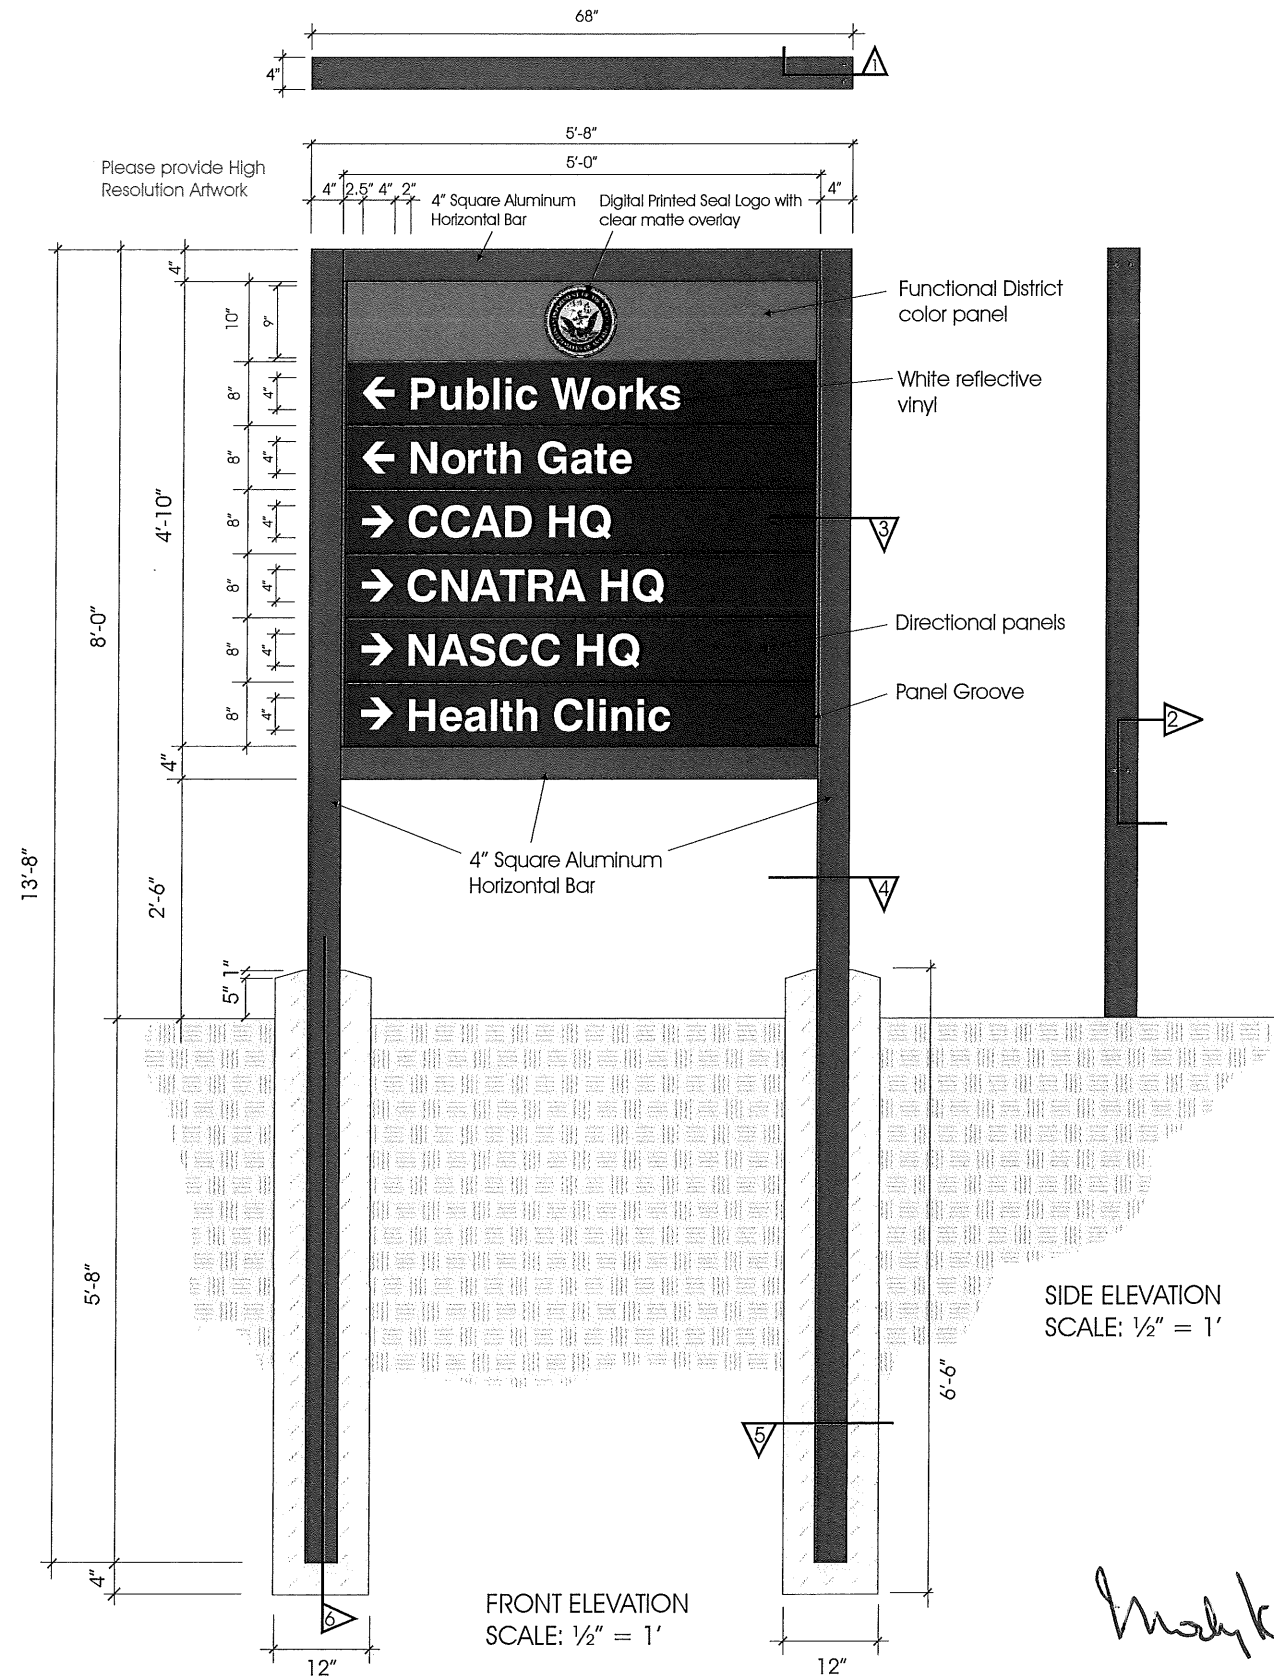 68"
4"
5'-8"
5'-0"
Please provide High
Resolution Artwork
4" 2.5" 4" 2"
4" Square Aluminum
Horizontal Bar
Digital Printed Seal Logo with
clear matte overlay
4"
4"
10"
9"
Functional District
color panel
← Public Works
8"
4"
White reflective
vinyl
← North Gate
8"
4"
4'-10"
→ CCAD HQ
8"
4"
3
→ CNATRA HQ
8"
4"
8'-0"
→ NASCC HQ
8"
4"
Directional panels
Panel Groove
→ Health Clinic
8"
4"
1
2
4"
4" Square Aluminum
Horizontal Bar
13'-8"
2'-6"
4
1"
5"
5'-8"
SIDE ELEVATION
SCALE: ½" = 1'
6'-6"
5
4"
6
FRONT ELEVATION
SCALE: ½" = 1'
12"
12"